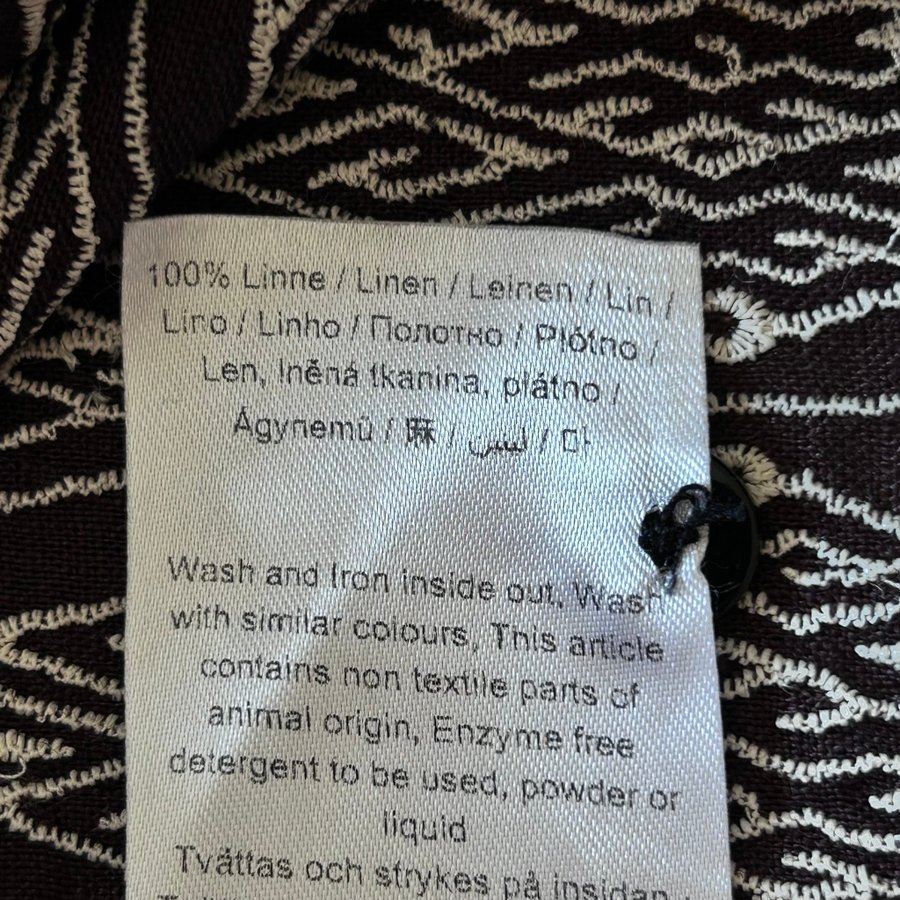 100% Linne / Linen / Leinen / Lin /
Lino / Linho / Полотно / Płótno /
Len, lněná tkanina, plátno /
Ágynemű / 麻 / لينين / 마
Wash and Iron inside out, Wash
with similar colours, This article
contains non textile parts of
animal origin, Enzyme free
detergent to be used, powder or
liquid
Tvättas och strykes på insidan